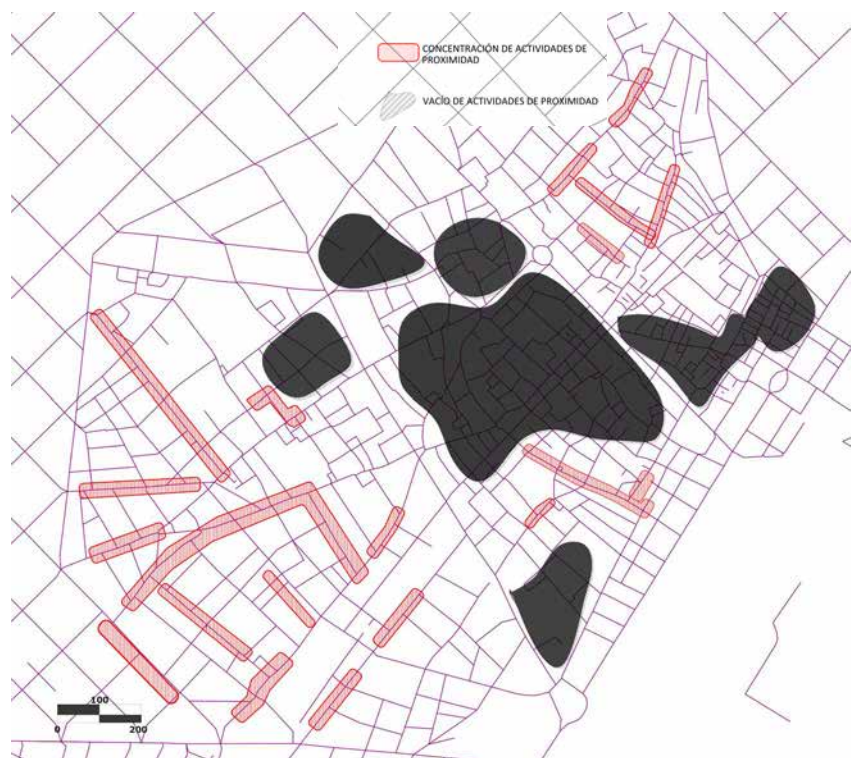 CONCENTRACIÓN DE ACTIVIDADES DE
PROXIMIDAD
VACÍO DE ACTIVIDADES DE PROXIMIDAD
100
0 200